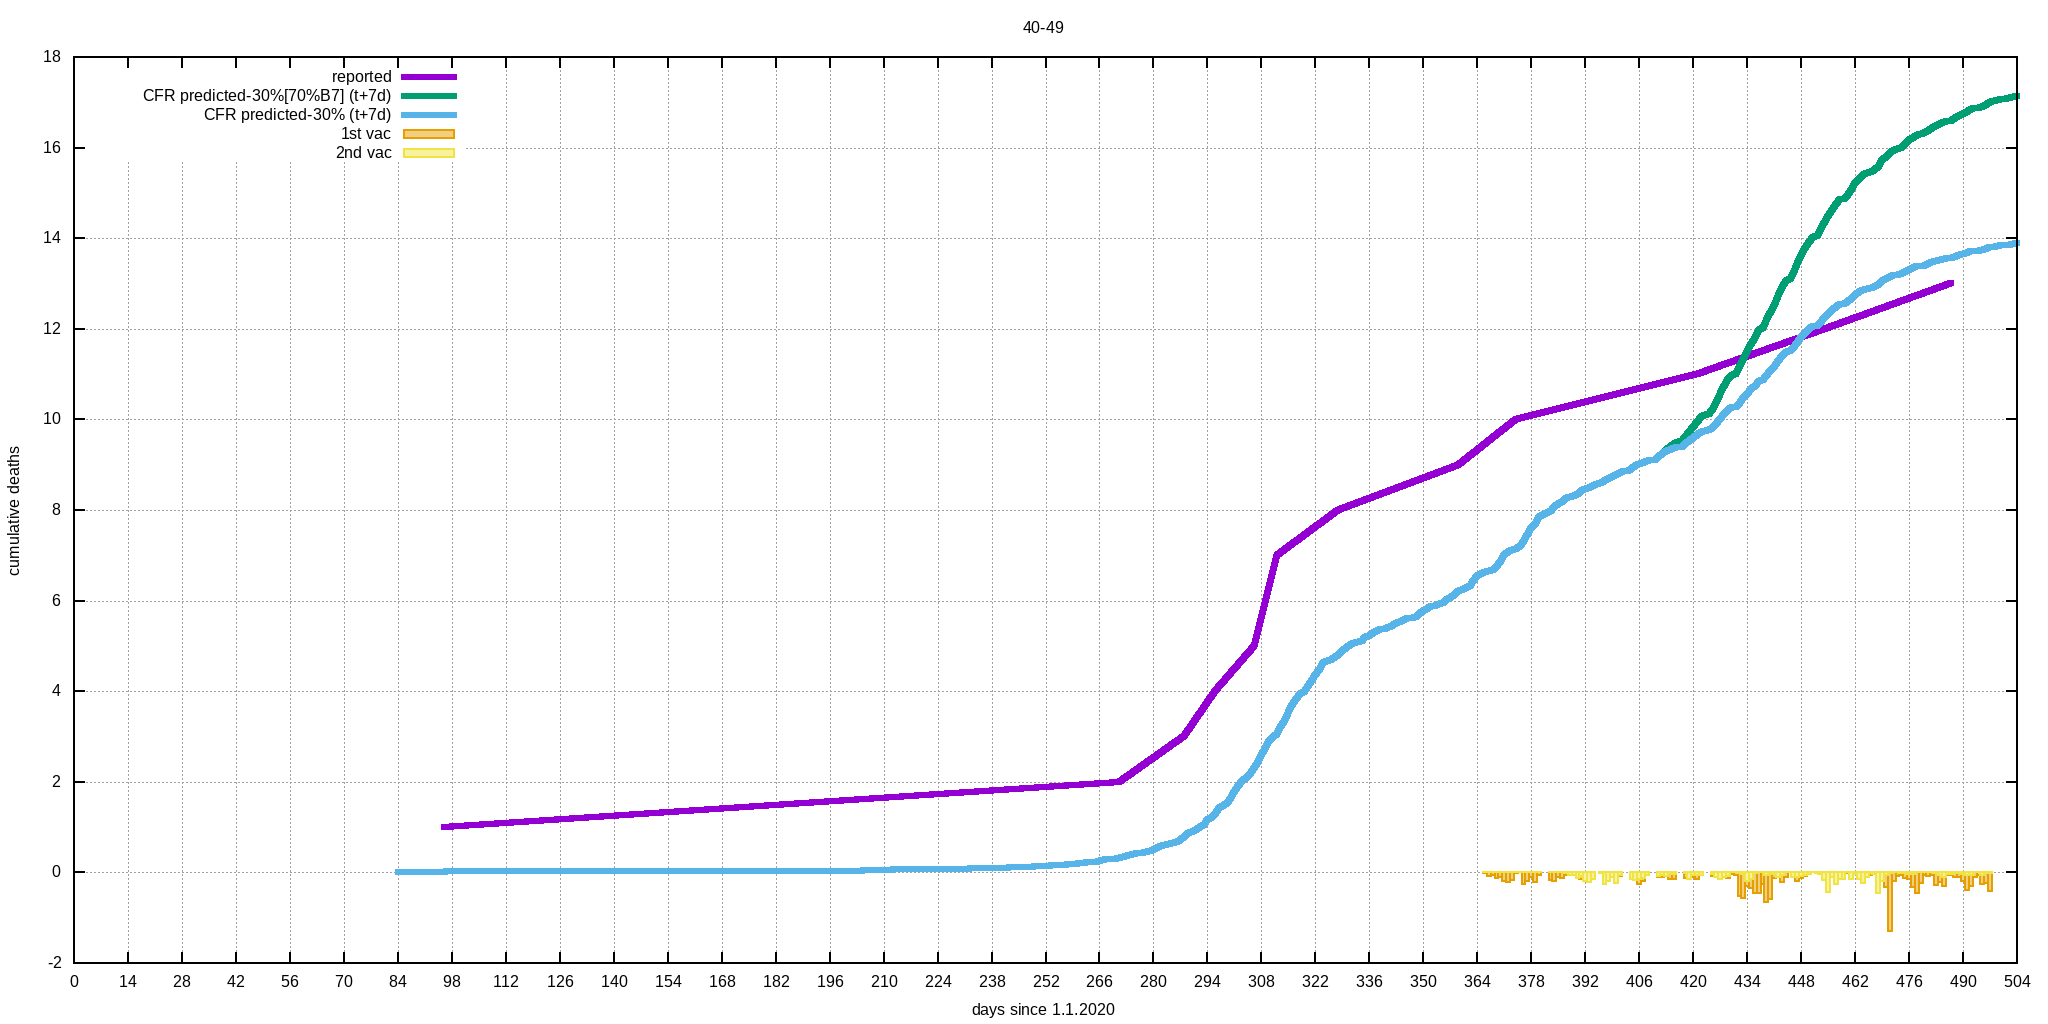 40-49
18
16
14
12
10
8
6
4
2
0
-2
cumulative deaths
reported
CFR predicted-30%[70%B7] (t+7d)
CFR predicted-30% (t+7d)
1st vac
2nd vac
0 14 28 42 56 70 84 98 112 126 140 154 168 182 196 210 224 238 252 266 280 294 308 322 336 350 364 378 392 406 420 434 448 462 476 490 504
days since 1.1.2020